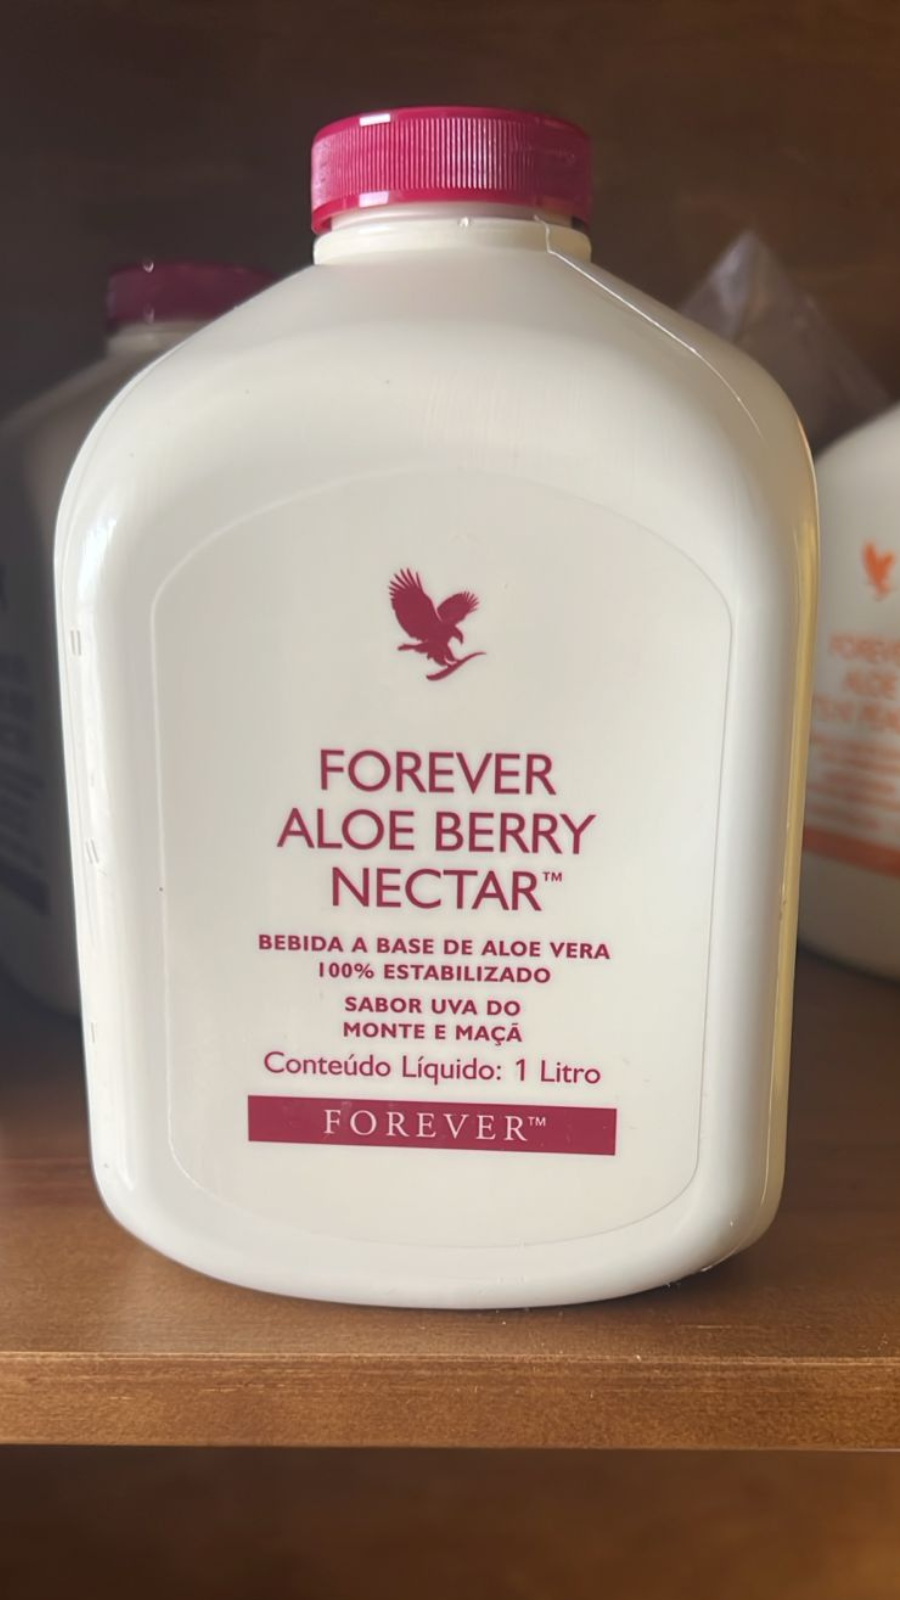 FOREVER
ALOE BERRY
NECTAR™
BEBIDA A BASE DE ALOE VERA
100% ESTABILIZADO
SABOR UVA DO
MONTE E MAÇÃ
Conteúdo Líquido: 1 Litro
FOREVER™
ALOE